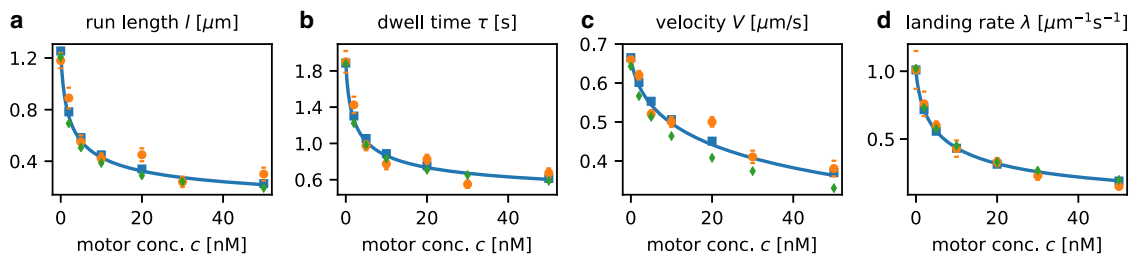 a run length l [μm]
1.2
0.8
0.4
0 20 40
motor conc. c [nM]
b dwell time τ [s]
1.8
1.4
1.0
0.6
0 20 40
motor conc. c [nM]
c velocity V [μm/s]
0.7
0.6
0.5
0.4
0 20 40
motor conc. c [nM]
d landing rate λ [μm⁻¹s⁻¹]
1.0
0.5
0 20 40
motor conc. c [nM]